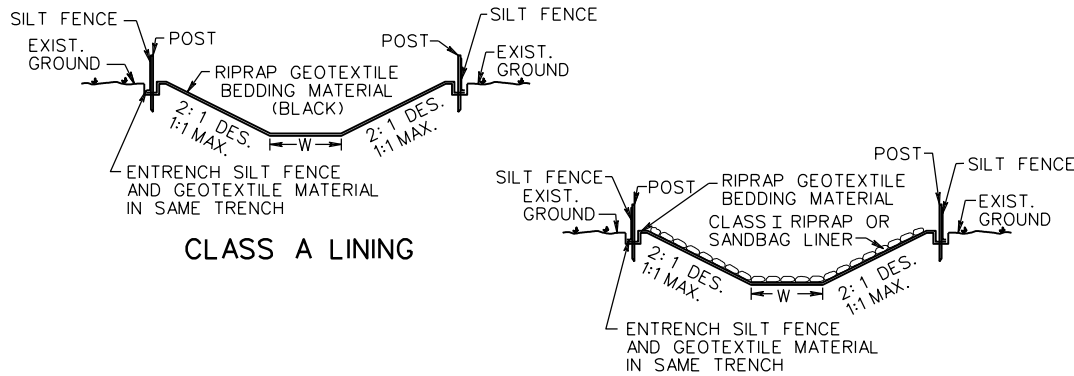 SILT FENCE
POST
EXIST.
GROUND
RIPRAP GEOTEXTILE
BEDDING MATERIAL
(BLACK)
POST
SILT FENCE
EXIST.
GROUND
2:1 DES.
1:1 MAX.
W
2:1 DES.
1:1 MAX.
ENTRENCH SILT FENCE
AND GEOTEXTILE MATERIAL
IN SAME TRENCH
CLASS A LINING
SILT FENCE
POST
EXIST.
GROUND
RIPRAP GEOTEXTILE
BEDDING MATERIAL
CLASS I RIPRAP OR
SANDBAG LINER
POST
SILT FENCE
EXIST.
GROUND
2:1 DES.
1:1 MAX.
W
2:1 DES.
1:1 MAX.
ENTRENCH SILT FENCE
AND GEOTEXTILE MATERIAL
IN SAME TRENCH